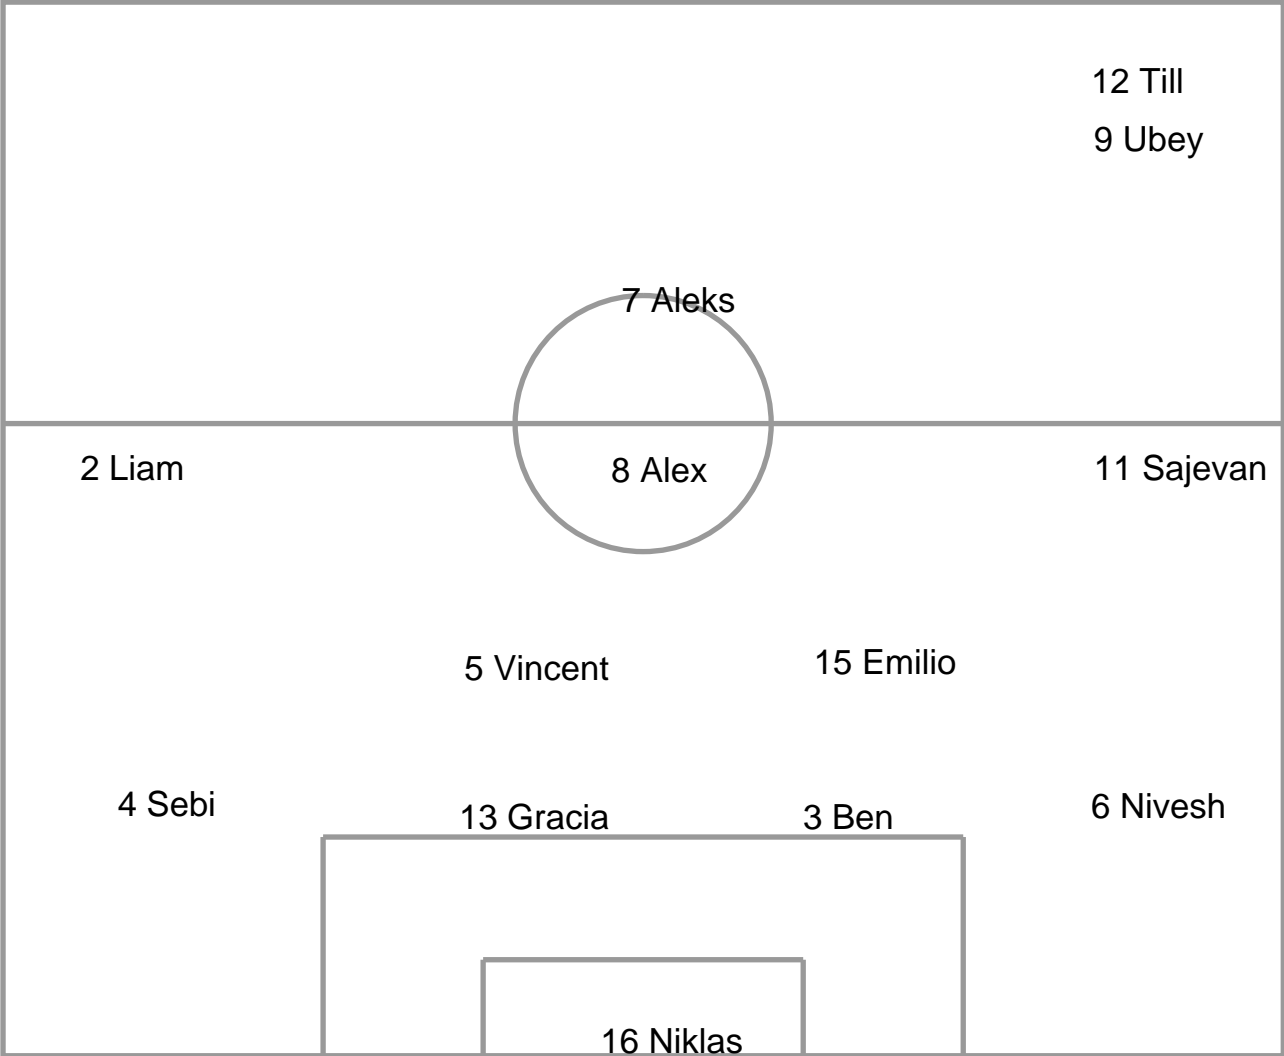 12 Till
9 Ubey
7 Aleks
2 Liam
8 Alex
11 Sajevan
5 Vincent
15 Emilio
4 Sebi
13 Gracia
3 Ben
6 Nivesh
16 Niklas